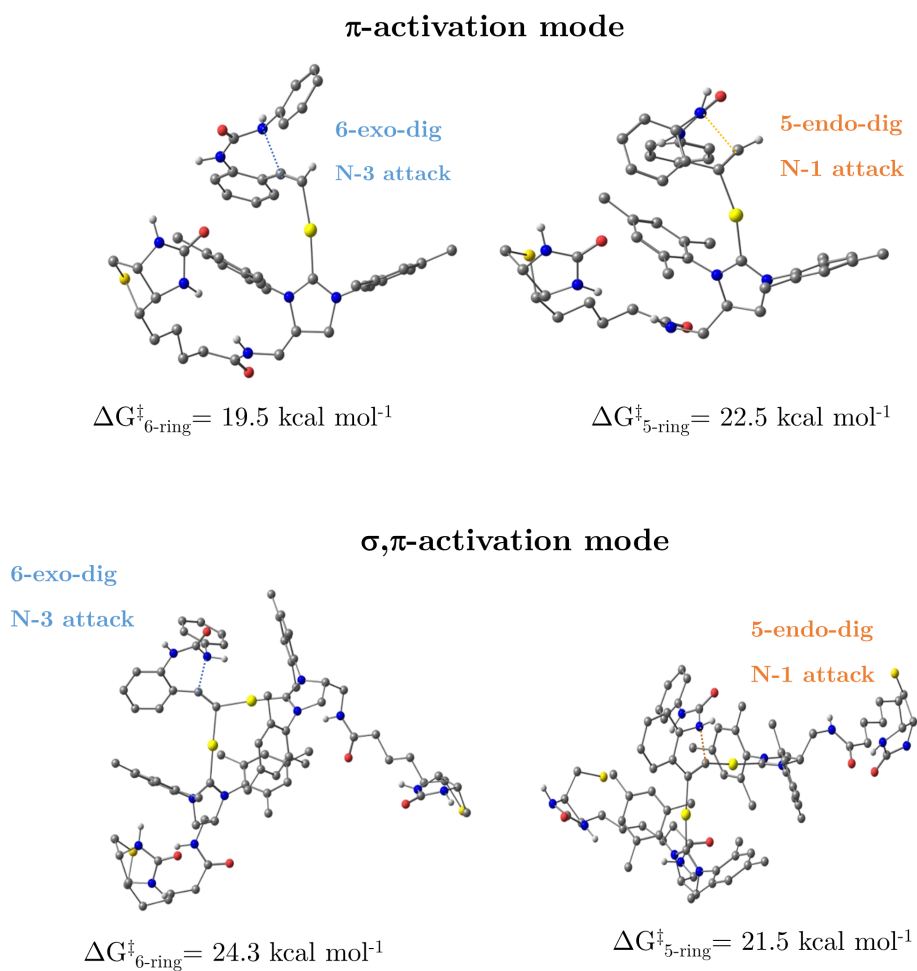 π-activation mode
6-exo-dig
N-3 attack
5-endo-dig
N-1 attack
ΔG‡6-ring= 19.5 kcal mol-1
ΔG‡5-ring= 22.5 kcal mol-1
σ,π-activation mode
6-exo-dig
N-3 attack
5-endo-dig
N-1 attack
ΔG‡6-ring= 24.3 kcal mol-1
ΔG‡5-ring= 21.5 kcal mol-1